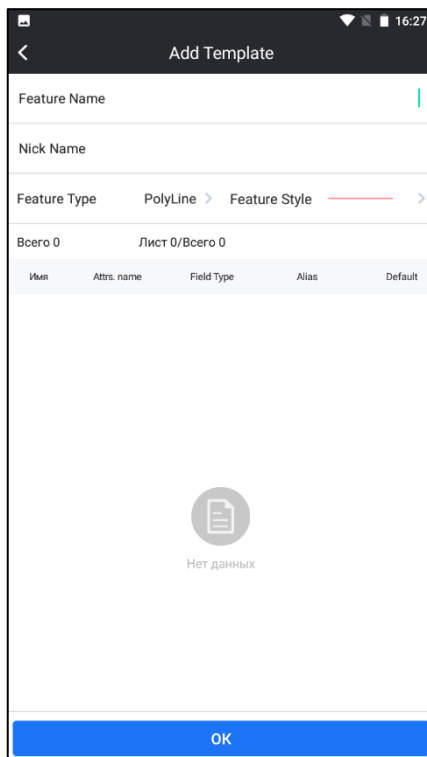 16:27
Add Template
Feature Name
Nick Name
Feature Type PolyLine Feature Style
Всего 0 Лист 0/Всего 0
Имя Attrs. name Field Type Alias Default
Нет данных
ОК